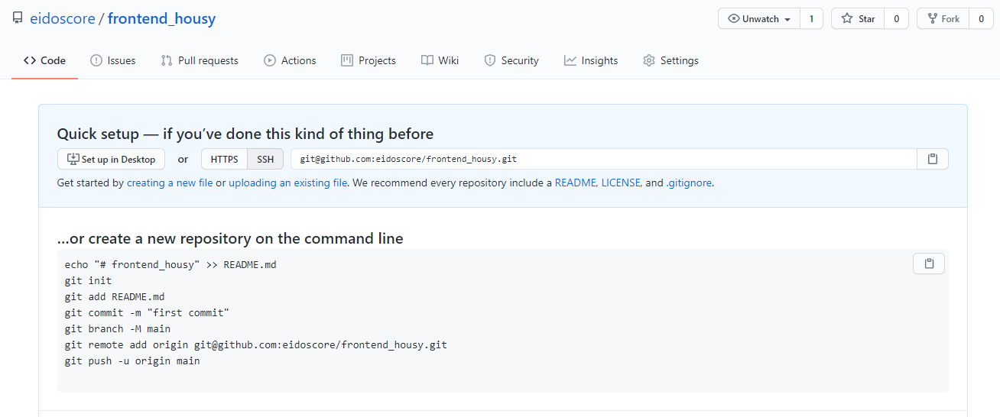 eidoscore / frontend_housy
Unwatch 1 Star 0 Fork 0
Code Issues Pull requests Actions Projects Wiki Security Insights Settings
Quick setup — if you’ve done this kind of thing before
Set up in Desktop or HTTPS SSH git@github.com:eidoscore/frontend_housy.git
Get started by creating a new file or uploading an existing file. We recommend every repository include a README, LICENSE, and .gitignore.
…or create a new repository on the command line
echo "# frontend_housy" >> README.md
git init
git add README.md
git commit -m "first commit"
git branch -M main
git remote add origin git@github.com:eidoscore/frontend_housy.git
git push -u origin main